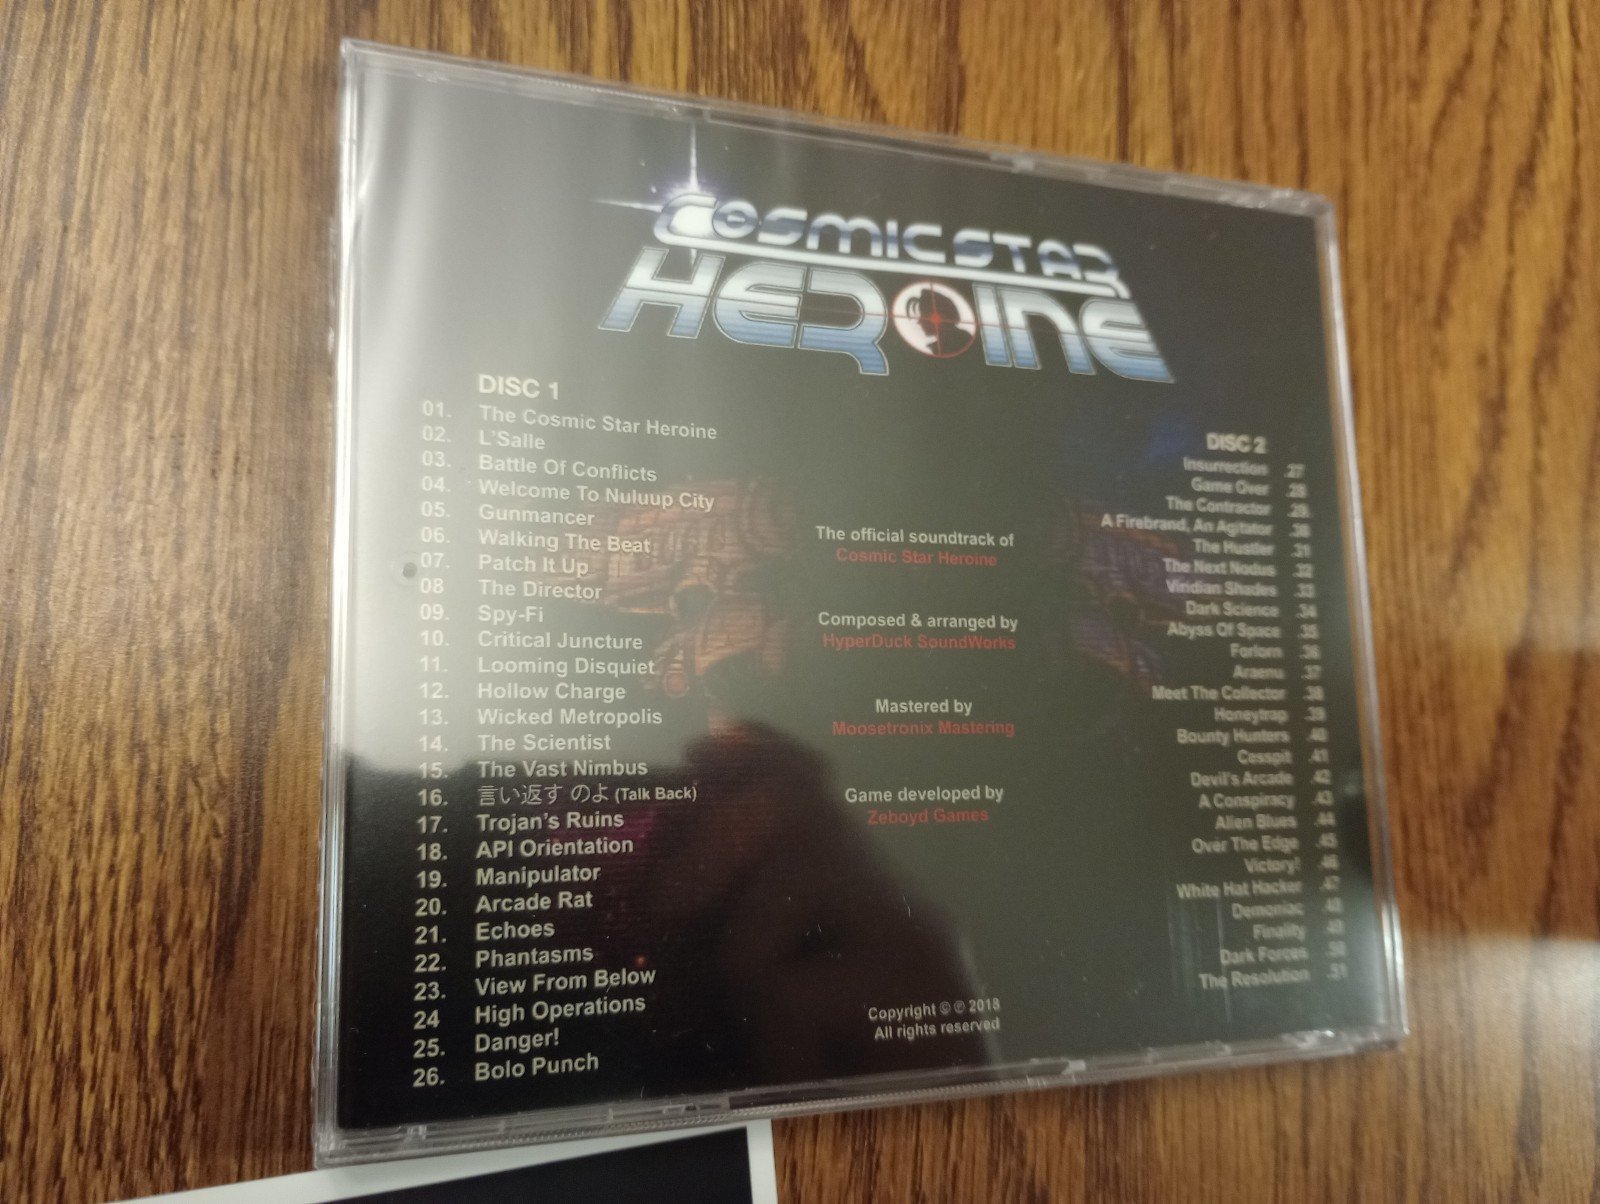 COSMIC STAR
HEROINE
DISC 1
01. The Cosmic Star Heroine
02. L'Salle
03. Battle Of Conflicts
04. Welcome To Nuluup City
05. Gunmancer
06. Walking The Beat
07. Patch It Up
08 The Director
09. Spy-Fi
10. Critical Juncture
11. Looming Disquiet
12. Hollow Charge
13. Wicked Metropolis
14. The Scientist
15. The Vast Nimbus
16. 言い返す のよ (Talk Back)
17. Trojan's Ruins
18. API Orientation
19. Manipulator
20. Arcade Rat
21. Echoes
22. Phantasms
23. View From Below
24 High Operations
25. Danger!
26. Bolo Punch
The official soundtrack of
Cosmic Star Heroine
Composed & arranged by
HyperDuck SoundWorks
Mastered by
Moosetronix Mastering
Game developed by
Zeboyd Games
Copyright © ℗ 2018
All rights reserved
DISC 2
Insurrection .27
Game Over .28
The Contractor .29
A Firebrand, An Agitator .30
The Hustler .31
The Next Nodus .32
Viridian Shades .33
Dark Science .34
Abyss Of Space .35
Forlorn .36
Araenu .37
Meet The Collector .38
Honeytrap .39
Bounty Hunters .40
Cesspit .41
Devil's Arcade .42
A Conspiracy .43
Alien Blues .44
Over The Edge .45
Victory! .46
White Hat Hacker .47
Demoniac .48
Finality .49
Dark Forces .50
The Resolution .51